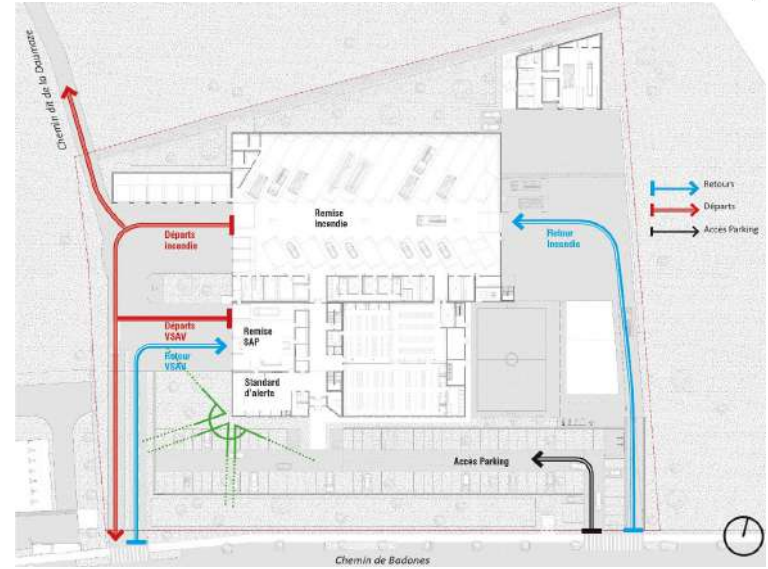 Chemin dit de la Daumaze
Remise
incendie
Départs
incendie
Retour
Incendie
Retours
Départs
Accès Parking
Départs
VSAV
Retour
VSAV
Remise
SAP
Standard
d'alerte
Accès Parking
Chemin de Badones